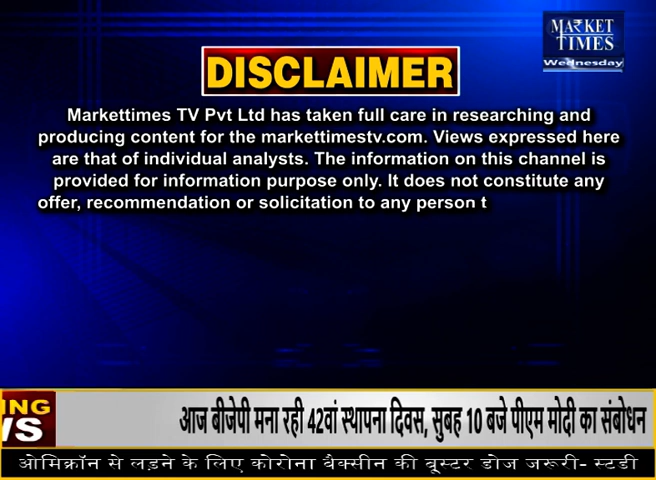 MARKET
TIMES
Wednesday
DISCLAIMER
Markettimes TV Pvt Ltd has taken full care in researching and
producing content for the markettimestv.com. Views expressed here
are that of individual analysts. The information on this channel is
provided for information purpose only. It does not constitute any
offer, recommendation or solicitation to any person t
ING
WS
आज बीजेपी मना रही 42वां स्थापना दिवस, सुबह 10 बजे पीएम मोदी का संबोधन
ओमिक्रॉन से लड़ने के लिए कोरोना वैक्सीन की बूस्टर डोज जरूरी- स्टडी